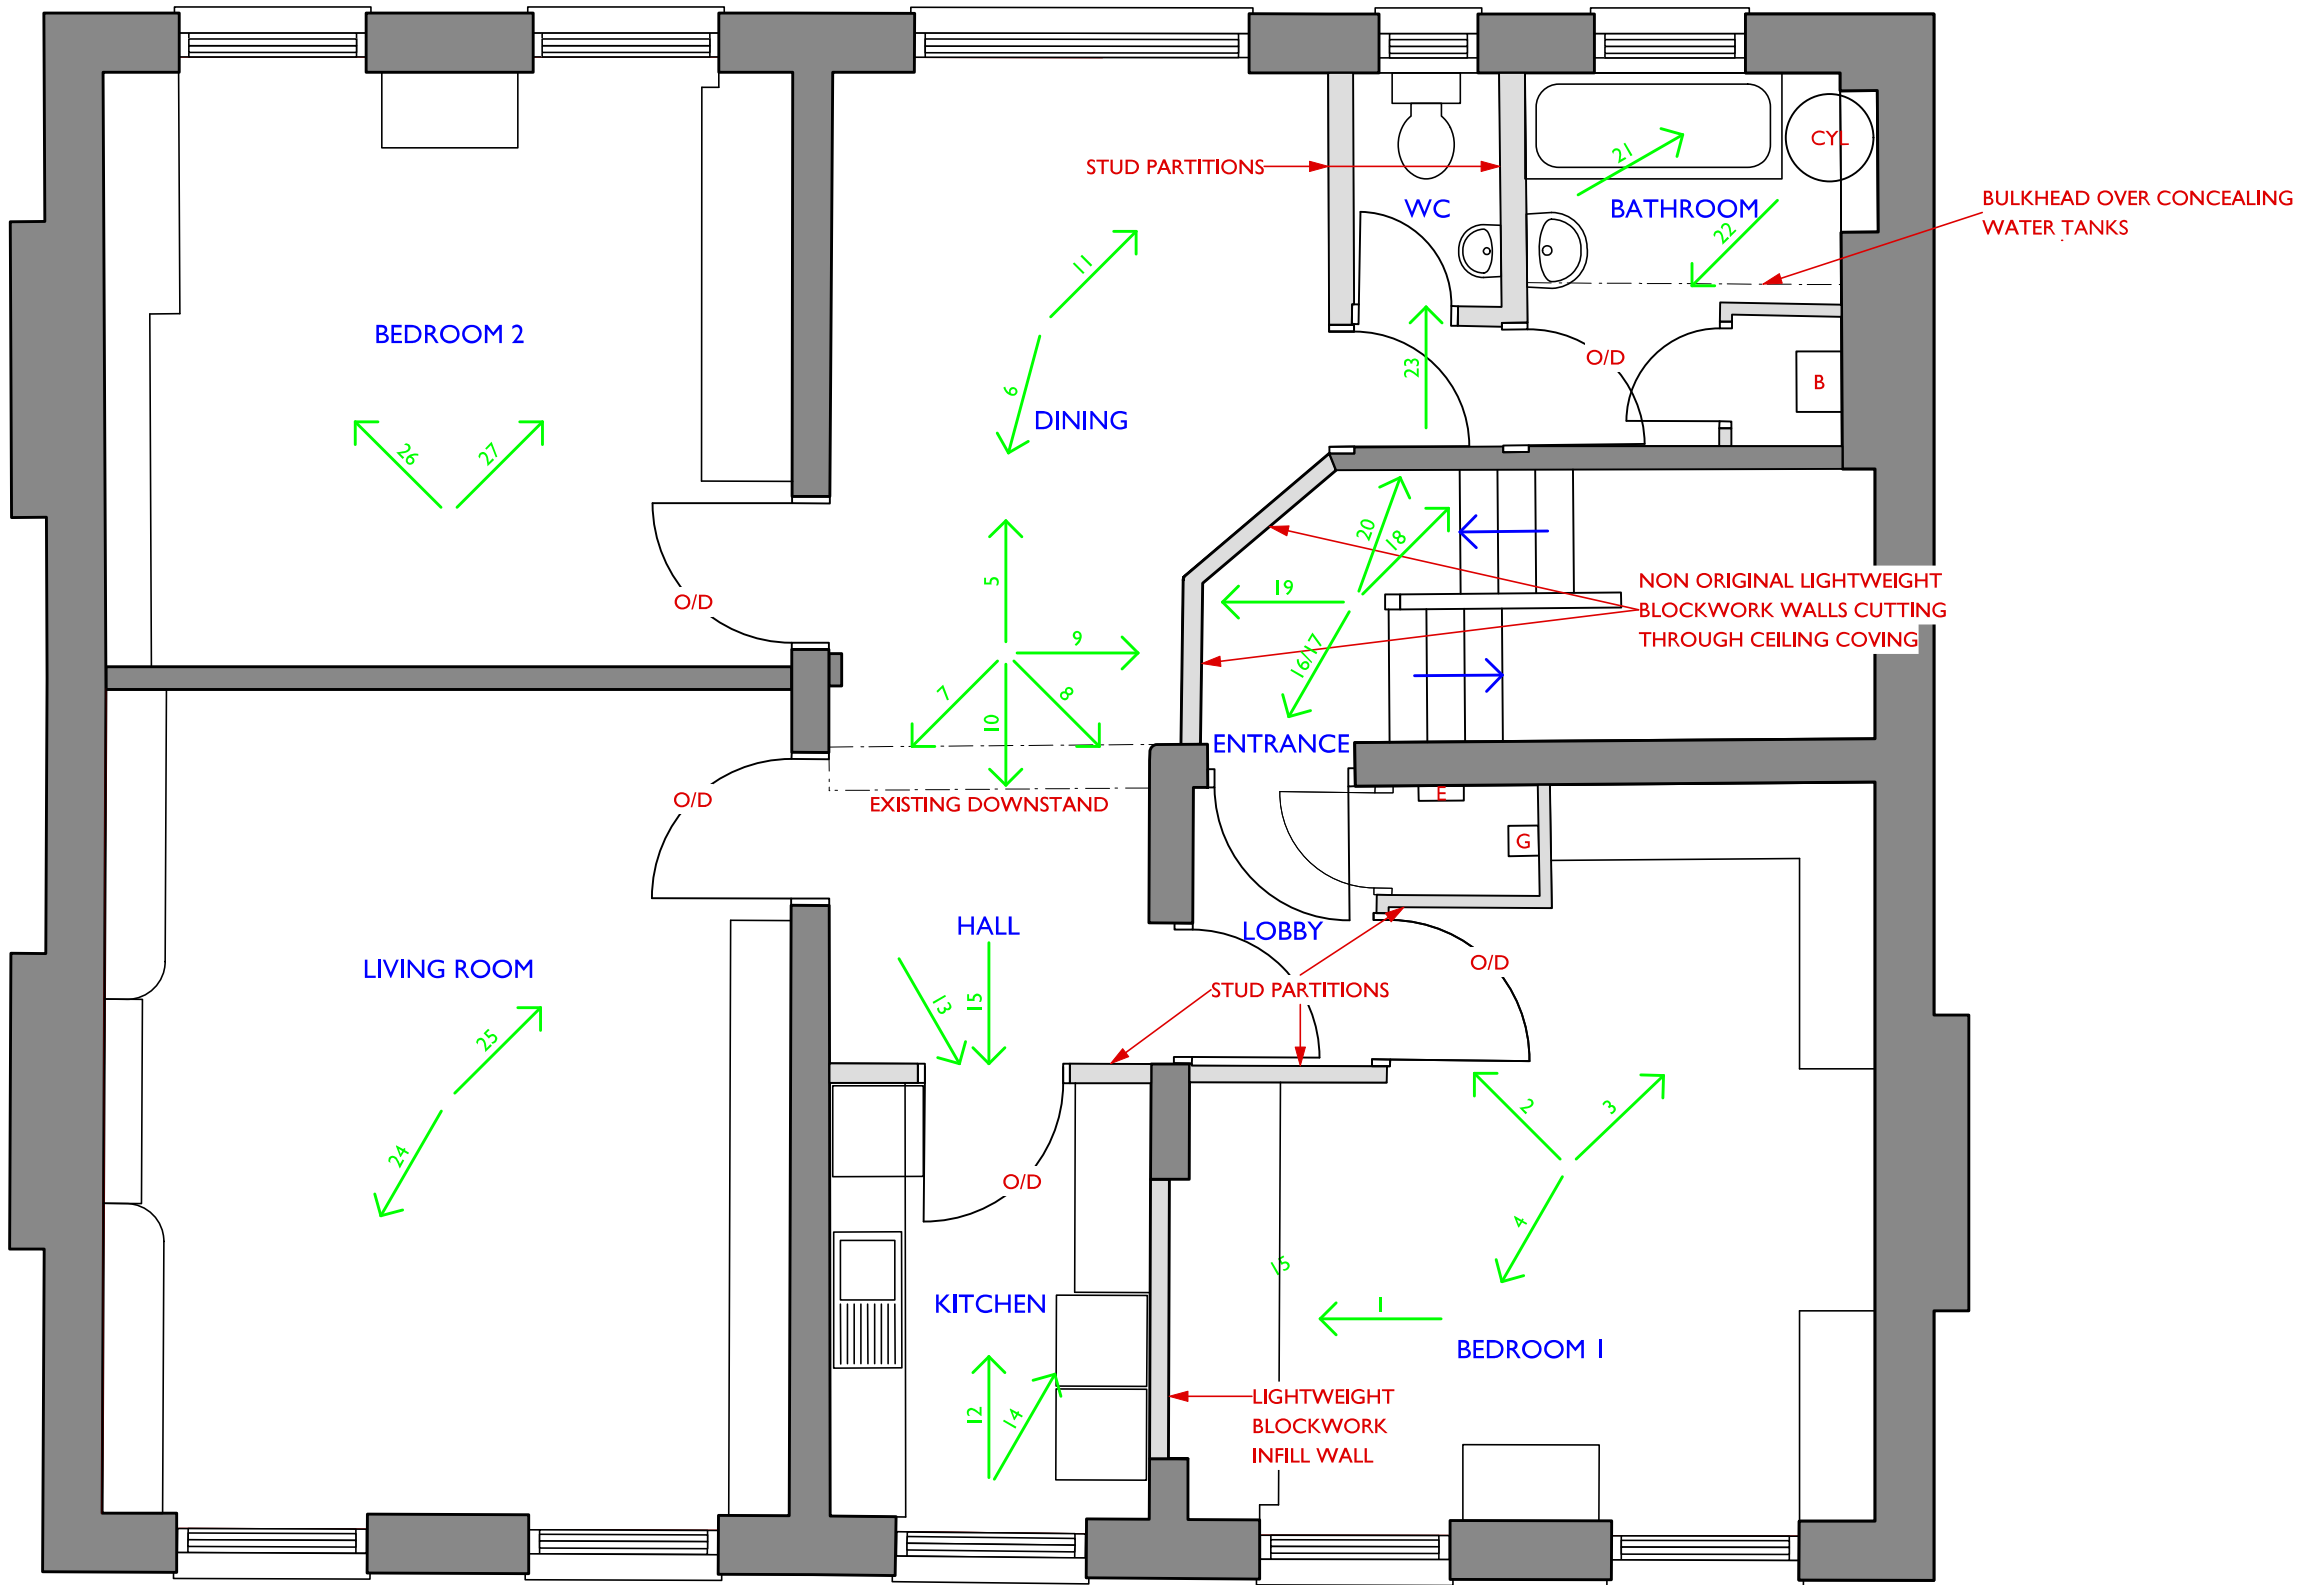 CYL
21
STUD PARTITIONS
WC
BATHROOM
BULKHEAD OVER CONCEALING
WATER TANKS
22
11
BEDROOM 2
O/D
23
B
6
DINING
26
27
20
18
NON ORIGINAL LIGHTWEIGHT
BLOCKWORK WALLS CUTTING
THROUGH CEILING COVING
5
19
O/D
9
16/17
7
8
10
ENTRANCE
EXISTING DOWNSTAND
O/D
E
G
HALL
LOBBY
LIVING ROOM
O/D
STUD PARTITIONS
13
15
25
2
3
24
O/D
4
15
KITCHEN
1
BEDROOM 1
12
14
LIGHTWEIGHT
BLOCKWORK
INFILL WALL